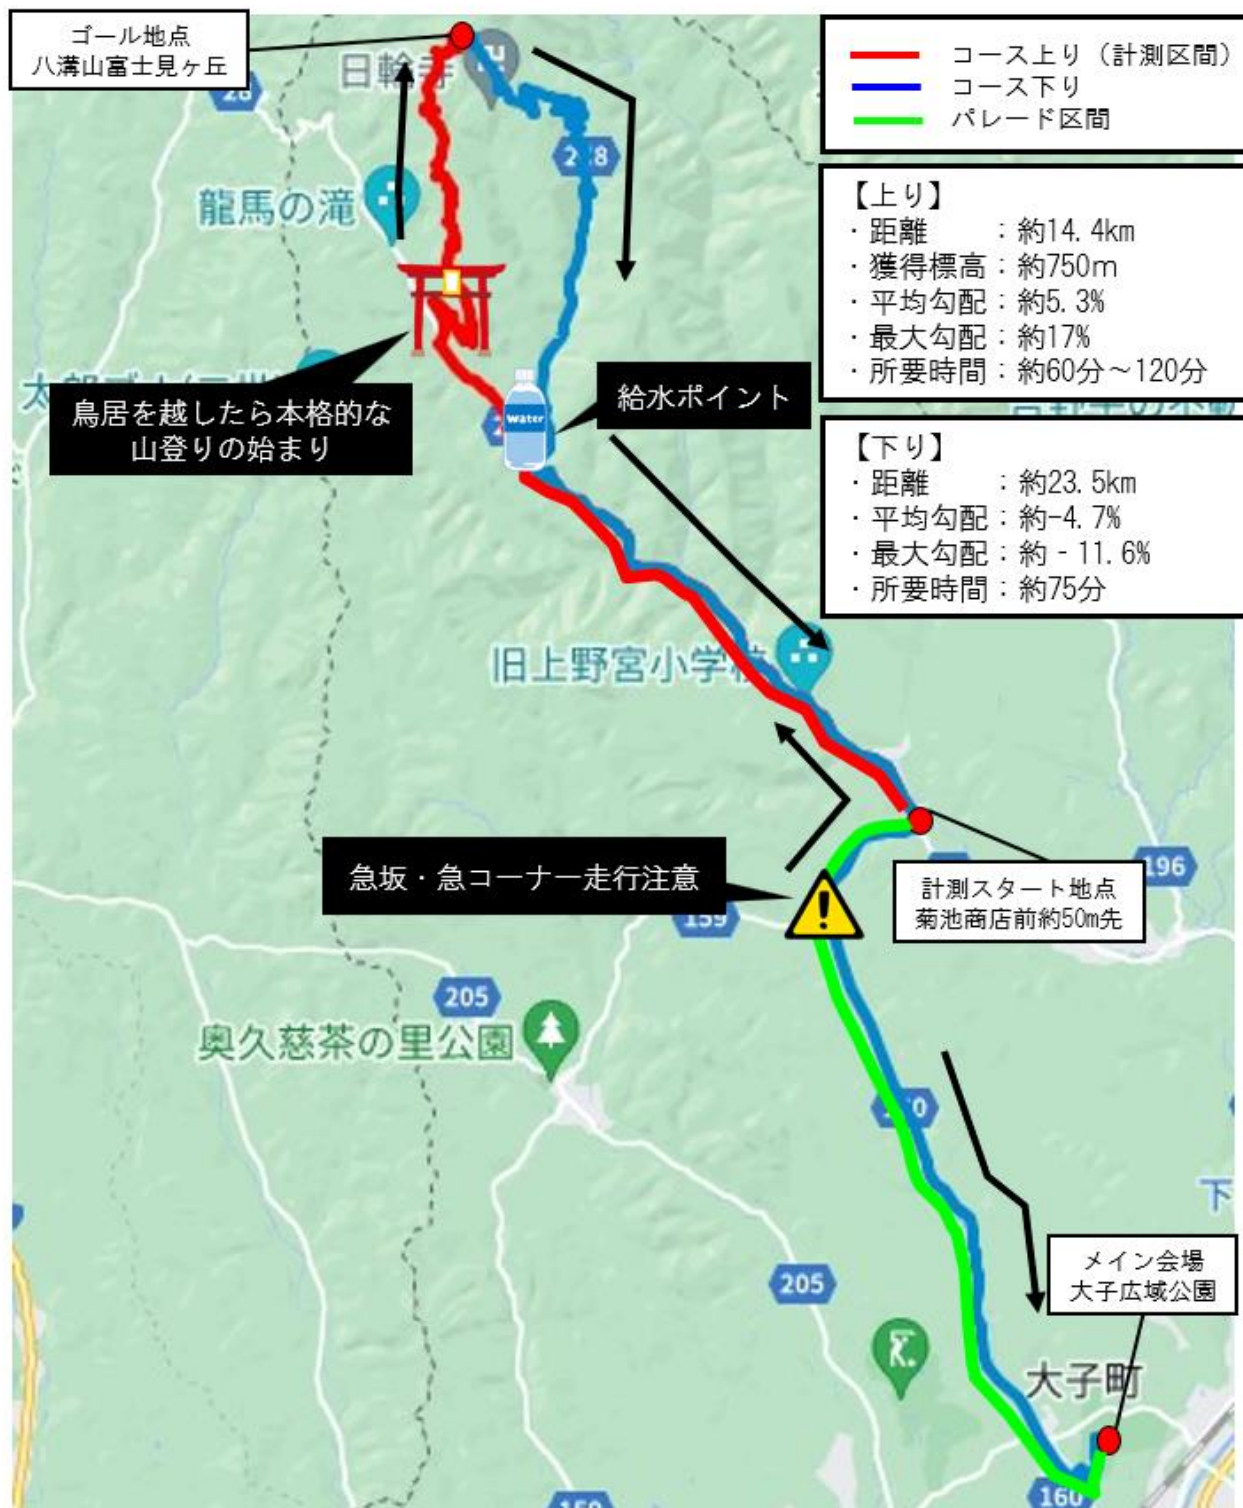 ゴール地点
八溝山富士見ヶ丘
コース上り（計測区間）
コース下り
パレード区間
日輪寺
28
龍馬の滝
【上り】
・距離　　：約14.4km
・獲得標高：約750m
・平均勾配：約5.3%
・最大勾配：約17%
・所要時間：約60分～120分
鳥居を越したら本格的な
山登りの始まり
water
給水ポイント
【下り】
・距離　　：約23.5km
・平均勾配：約-4.7%
・最大勾配：約‐11.6%
・所要時間：約75分
旧上野宮小学校
急坂・急コーナー走行注意
計測スタート地点
菊池商店前約50m先
196
159
205
奥久慈茶の里公園
下
メイン会場
大子広域公園
205
大子町
160
159